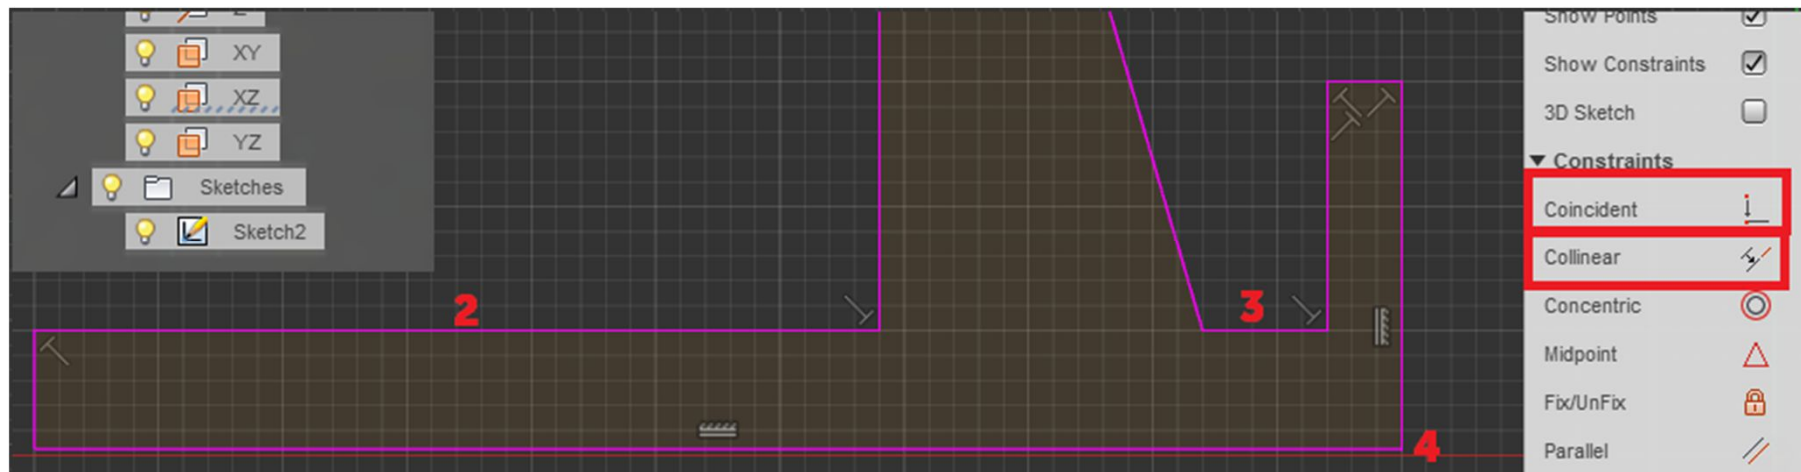 XY
XZ
YZ
Sketches
Sketch2
2
3
4
Show Points
Show Constraints
3D Sketch
Constraints
Coincident
Collinear
Concentric
Midpoint
Fix/UnFix
Parallel